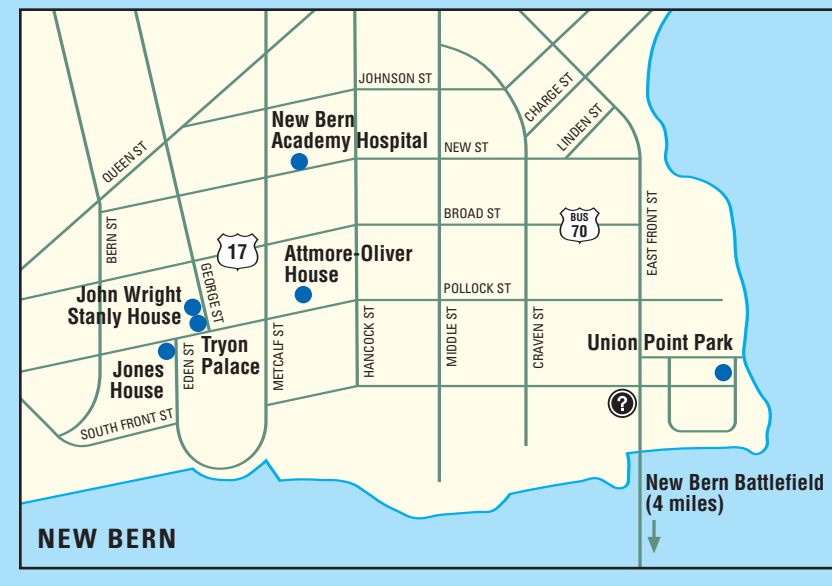 JOHNSON ST
CHARGE ST
LINDEN ST
New Bern
Academy Hospital
NEW ST
QUEEN ST
BROAD ST
BUS
70
BERN ST
17
EAST FRONT ST
GEORGE ST
Attmore-Oliver
House
POLLOCK ST
John Wright
Stanly House
HANCOCK ST
MIDDLE ST
CRAVEN ST
METCALF ST
Union Point Park
Tryon
Palace
EDEN ST
Jones
House
SOUTH FRONT ST
?
New Bern Battlefield
(4 miles)
NEW BERN